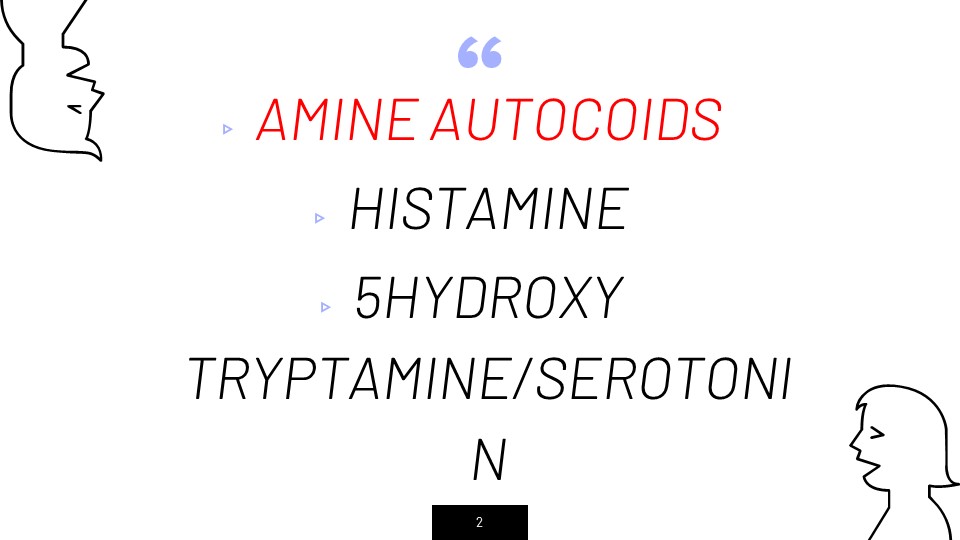 “
▹ AMINE AUTOCOIDS
▹ HISTAMINE
▹ 5HYDROXY
TRYPTAMINE/SEROTONI
N
2